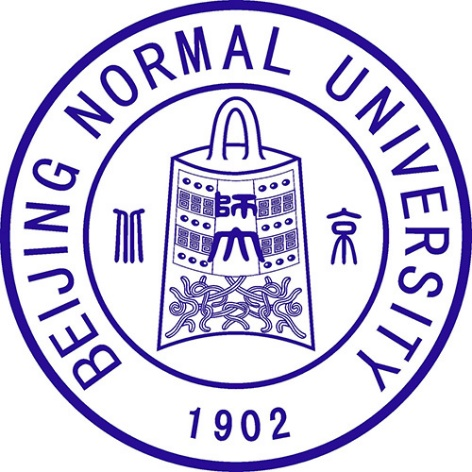 BEIJING NORMAL UNIVERSITY
北 京
師
大
1902